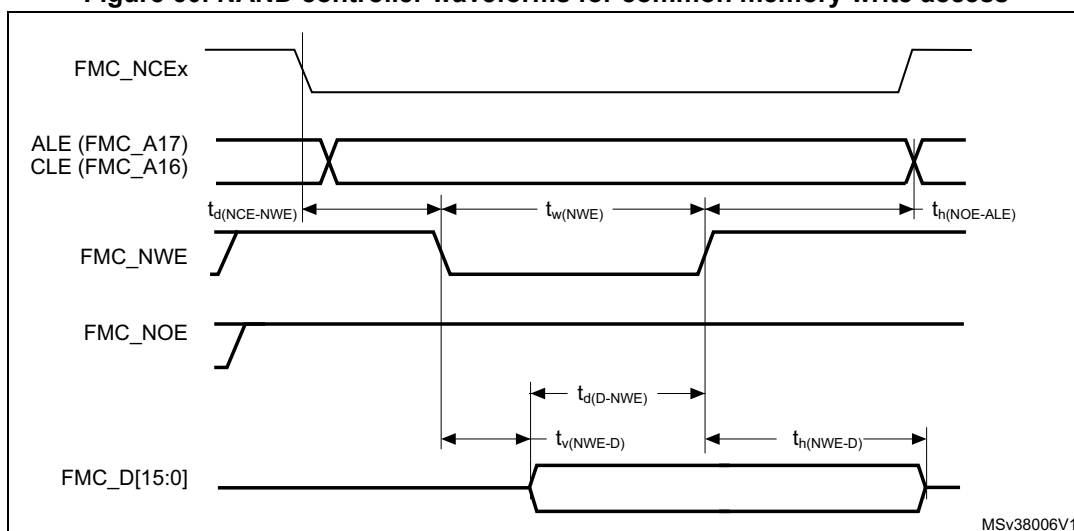 Figure 60. NAND controller waveforms for common memory write access
FMC_NCEx
ALE (FMC_A17)
CLE (FMC_A16)
td(NCE-NWE)
tw(NWE)
th(NOE-ALE)
FMC_NWE
FMC_NOE
td(D-NWE)
tv(NWE-D)
th(NWE-D)
FMC_D[15:0]
MSv38006V1